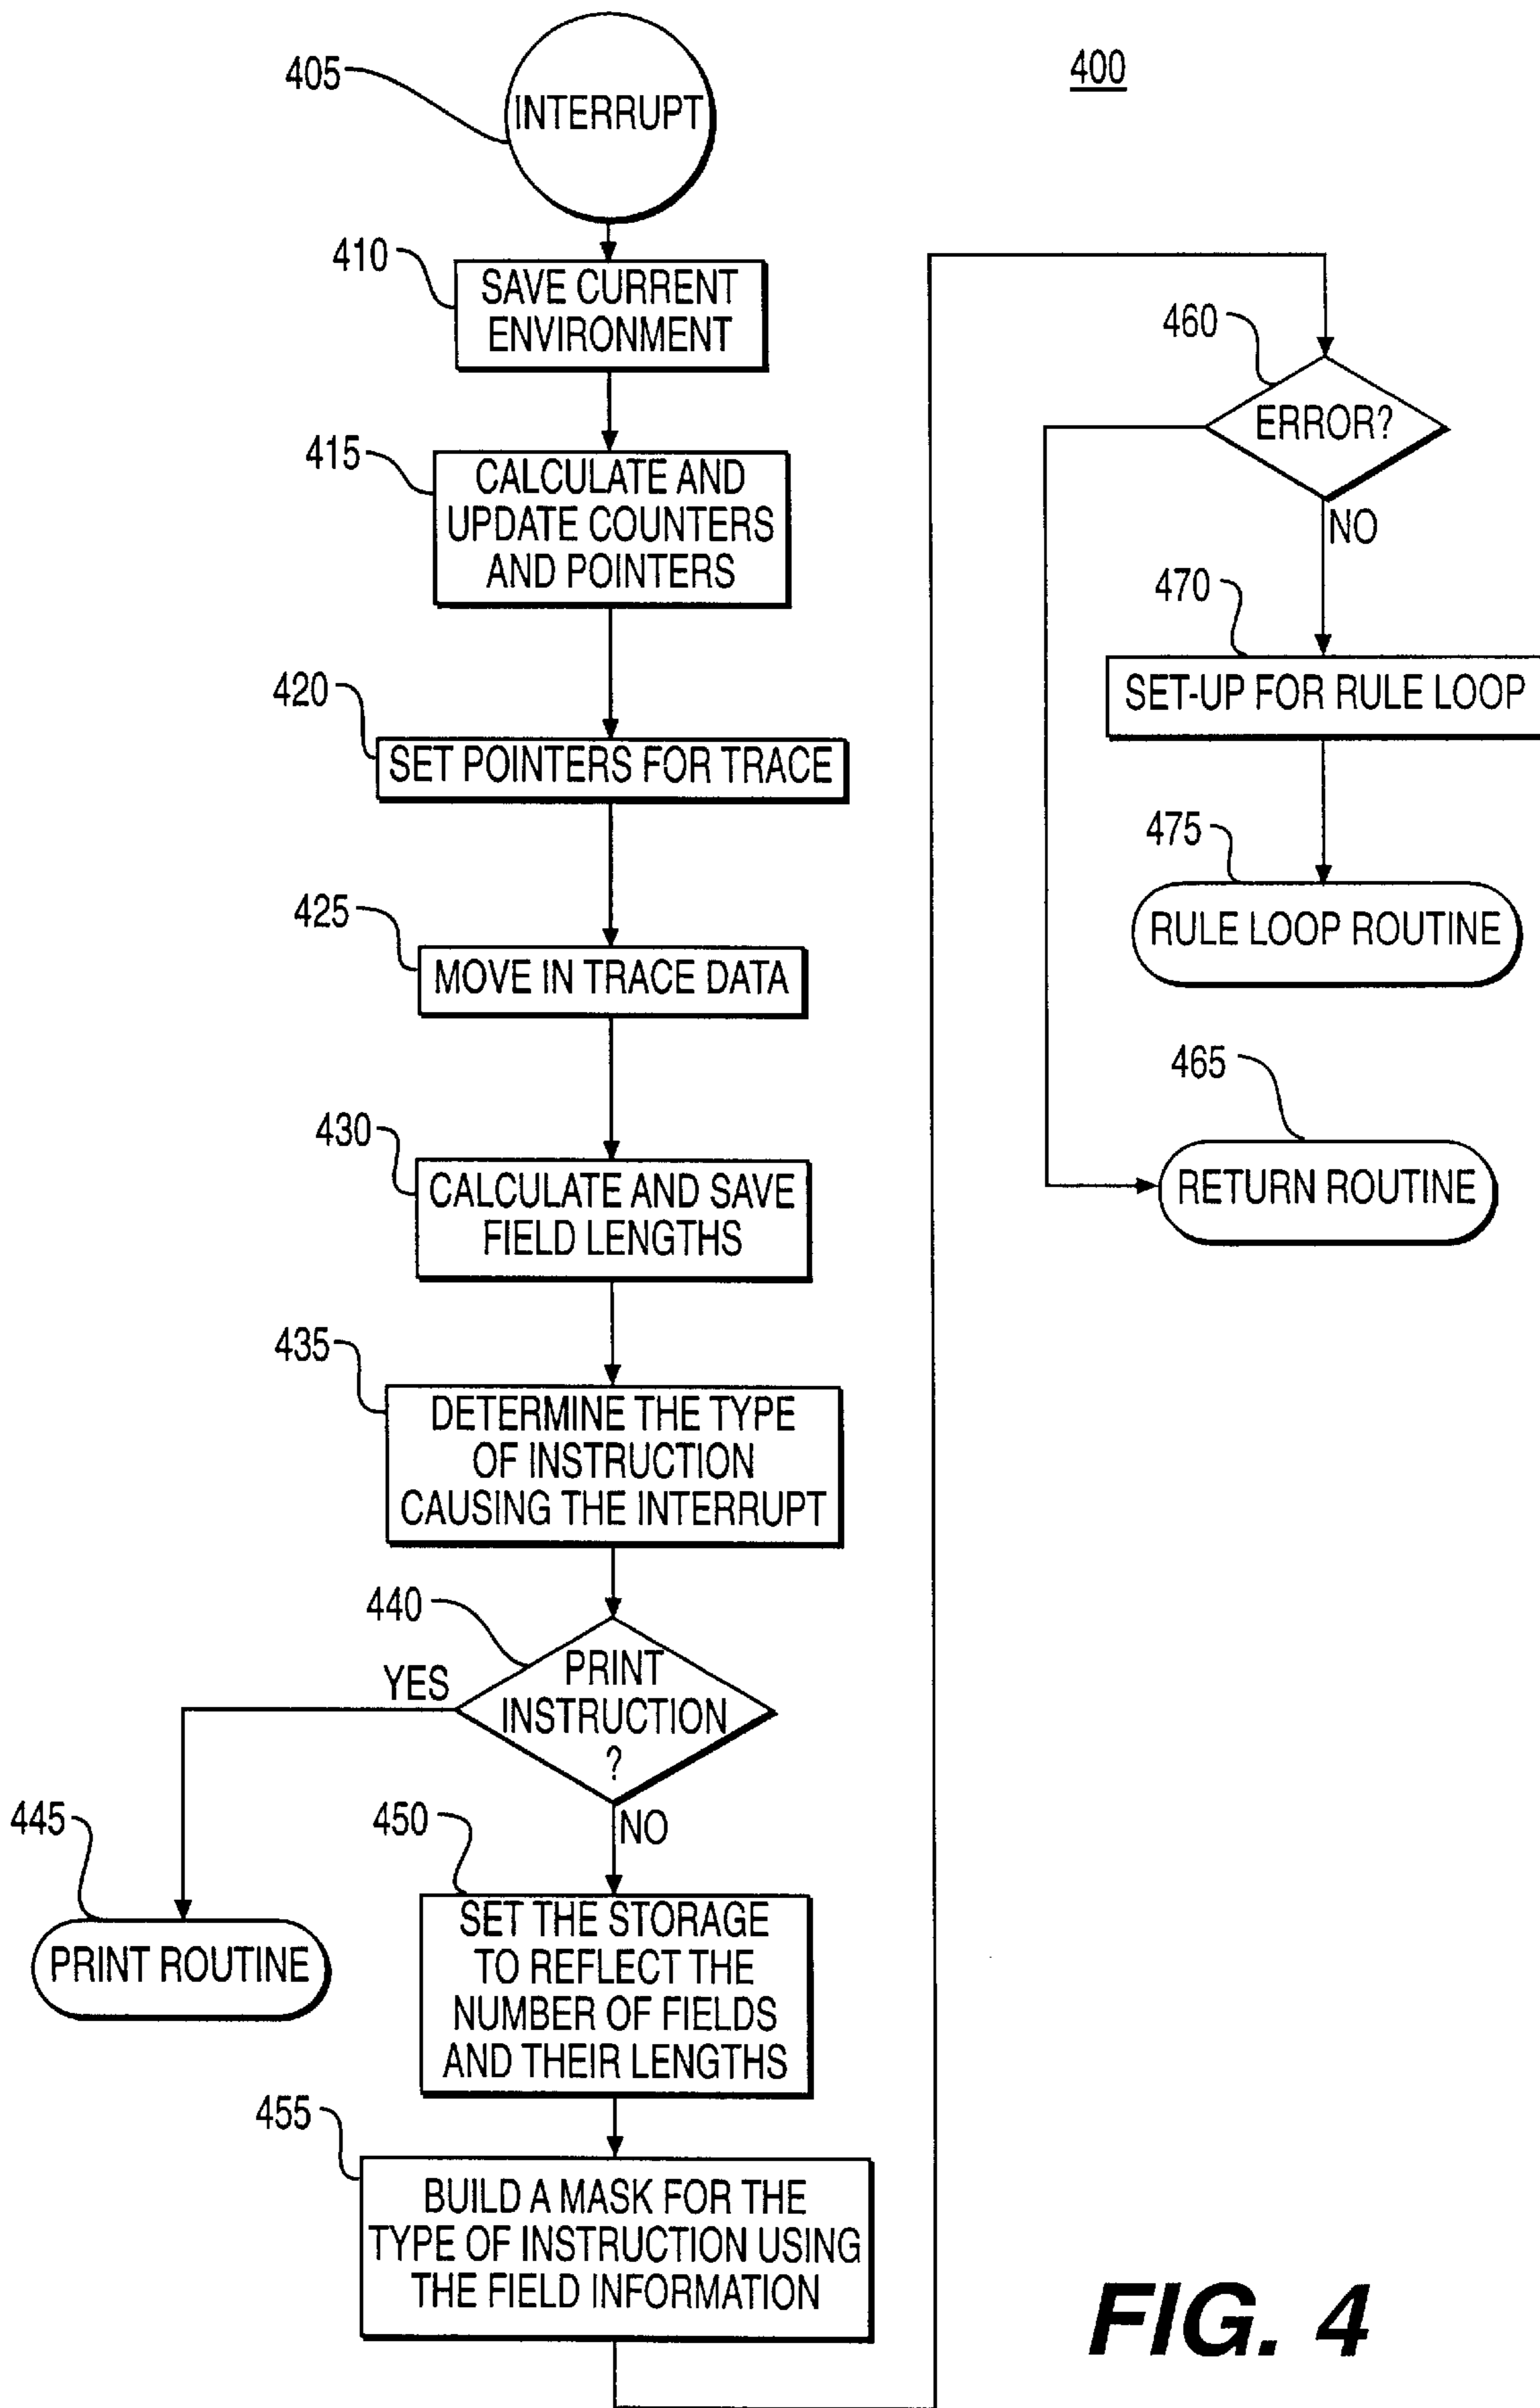 400
405
INTERRUPT
410
SAVE CURRENT
ENVIRONMENT
415
CALCULATE AND
UPDATE COUNTERS
AND POINTERS
420
SET POINTERS FOR TRACE
425
MOVE IN TRACE DATA
430
CALCULATE AND SAVE
FIELD LENGTHS
435
DETERMINE THE TYPE
OF INSTRUCTION
CAUSING THE INTERRUPT
440
PRINT
INSTRUCTION
?
YES
445
PRINT ROUTINE
NO
450
SET THE STORAGE
TO REFLECT THE
NUMBER OF FIELDS
AND THEIR LENGTHS
455
BUILD A MASK FOR THE
TYPE OF INSTRUCTION USING
THE FIELD INFORMATION
460
ERROR?
NO
470
SET-UP FOR RULE LOOP
475
RULE LOOP ROUTINE
465
RETURN ROUTINE
FIG. 4